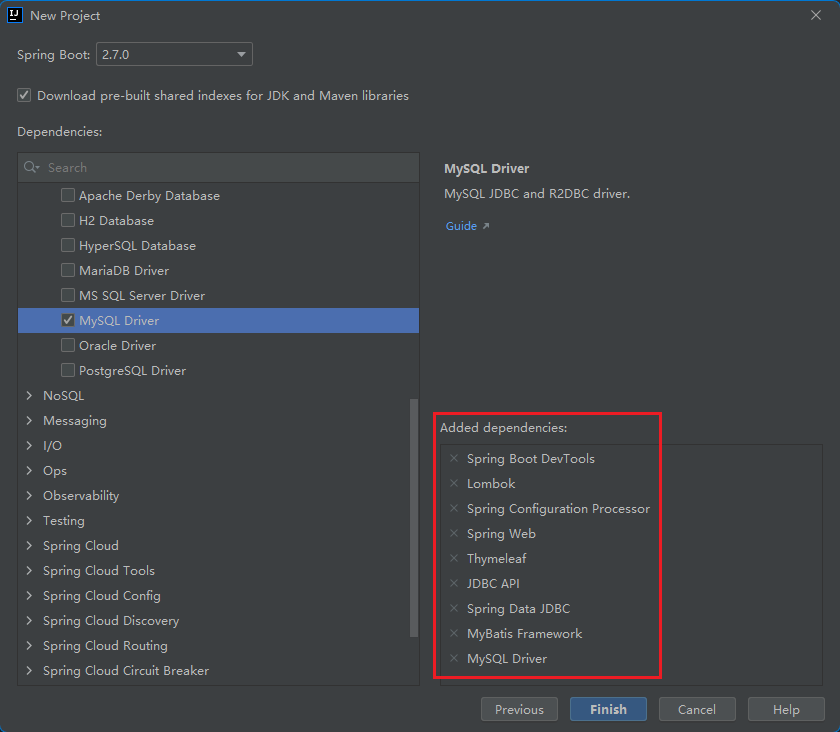 New Project
Spring Boot: 2.7.0
Download pre-built shared indexes for JDK and Maven libraries
Dependencies:
Search
Apache Derby Database
H2 Database
HyperSQL Database
MariaDB Driver
MS SQL Server Driver
MySQL Driver
Oracle Driver
PostgreSQL Driver
NoSQL
Messaging
I/O
Ops
Observability
Testing
Spring Cloud
Spring Cloud Tools
Spring Cloud Config
Spring Cloud Discovery
Spring Cloud Routing
Spring Cloud Circuit Breaker
MySQL Driver
MySQL JDBC and R2DBC driver.
Guide
Added dependencies:
Spring Boot DevTools
Lombok
Spring Configuration Processor
Spring Web
Thymeleaf
JDBC API
Spring Data JDBC
MyBatis Framework
MySQL Driver
Previous
Finish
Cancel
Help